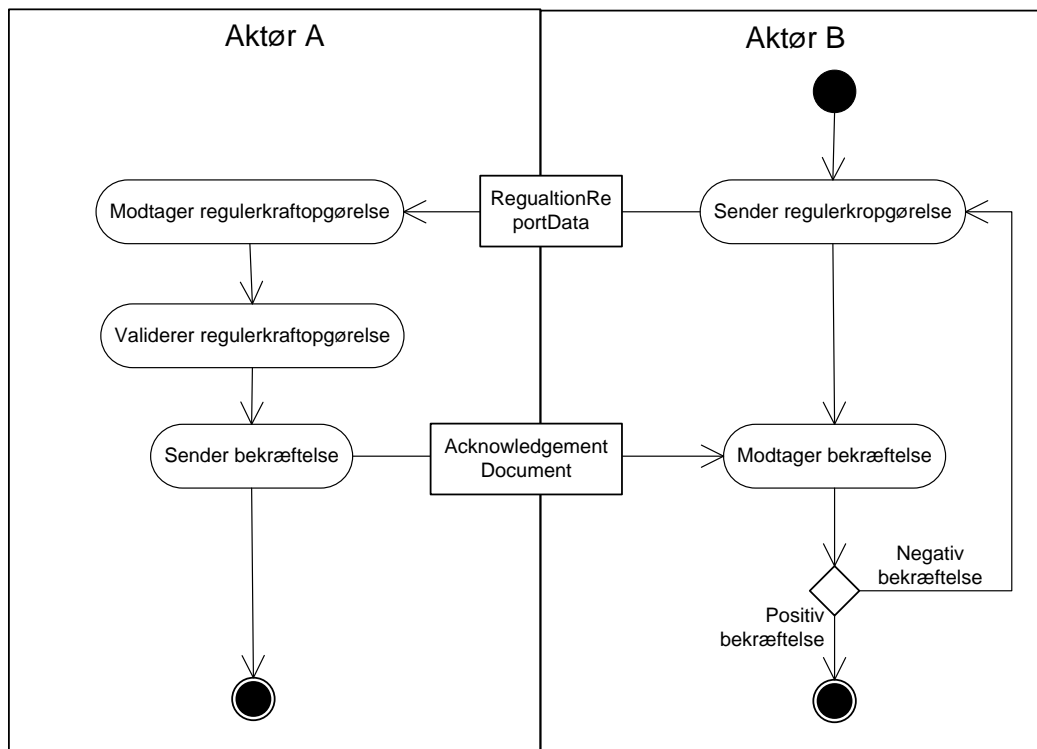 Aktør A
Aktør B
Modtager regulerkraftopgørelse
RegualtionRe
portData
Sender regulerkropgørelse
Validerer regulerkraftopgørelse
Sender bekræftelse
Acknowledgement
Document
Modtager bekræftelse
Negativ
bekræftelse
Positiv
bekræftelse